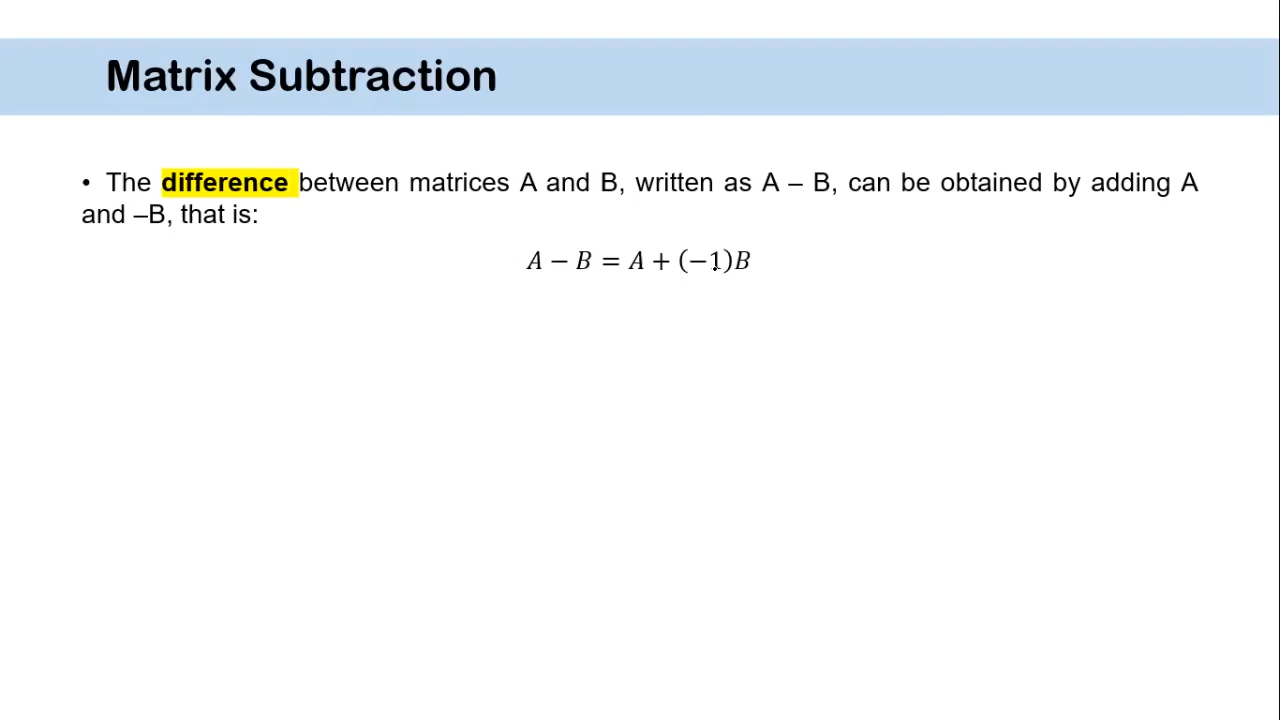 Matrix Subtraction
• The difference between matrices A and B, written as A – B, can be obtained by adding A
and –B, that is:
A − B = A + (−1)B